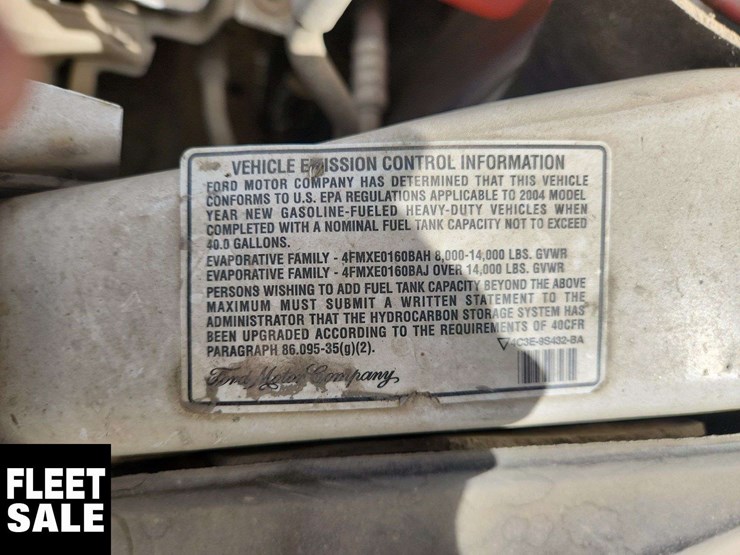 VEHICLE EMISSION CONTROL INFORMATION
FORD MOTOR COMPANY HAS DETERMINED THAT THIS VEHICLE
CONFORMS TO U.S. EPA REGULATIONS APPLICABLE TO 2004 MODEL
YEAR NEW GASOLINE-FUELED HEAVY-DUTY VEHICLES WHEN
COMPLETED WITH A NOMINAL FUEL TANK CAPACITY NOT TO EXCEED
40.0 GALLONS.
EVAPORATIVE FAMILY - 4FMXE0160BAH 8,000-14,000 LBS. GVWR
EVAPORATIVE FAMILY - 4FMXE0160BAJ OVER 14,000 LBS. GVWR
PERSONS WISHING TO ADD FUEL TANK CAPACITY BEYOND THE ABOVE
MAXIMUM MUST SUBMIT A WRITTEN STATEMENT TO THE
ADMINISTRATOR THAT THE HYDROCARBON STORAGE SYSTEM HAS
BEEN UPGRADED ACCORDING TO THE REQUIREMENTS OF 40CFR
PARAGRAPH 86.095-35(g)(2).
4C3E-9S432-BA
Ford Motor Company,
FLEET
SALE